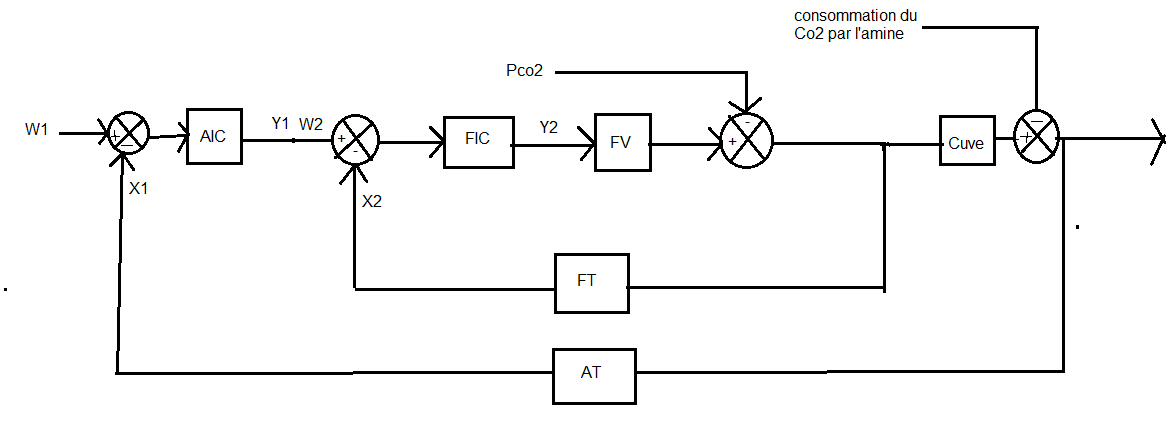 consommation du
Co2 par l'amine
Pco2
W1
+
−
AIC
Y1 W2
+
-
FIC
Y2
FV
-
+
Cuve
−
+
X1
X2
FT
AT